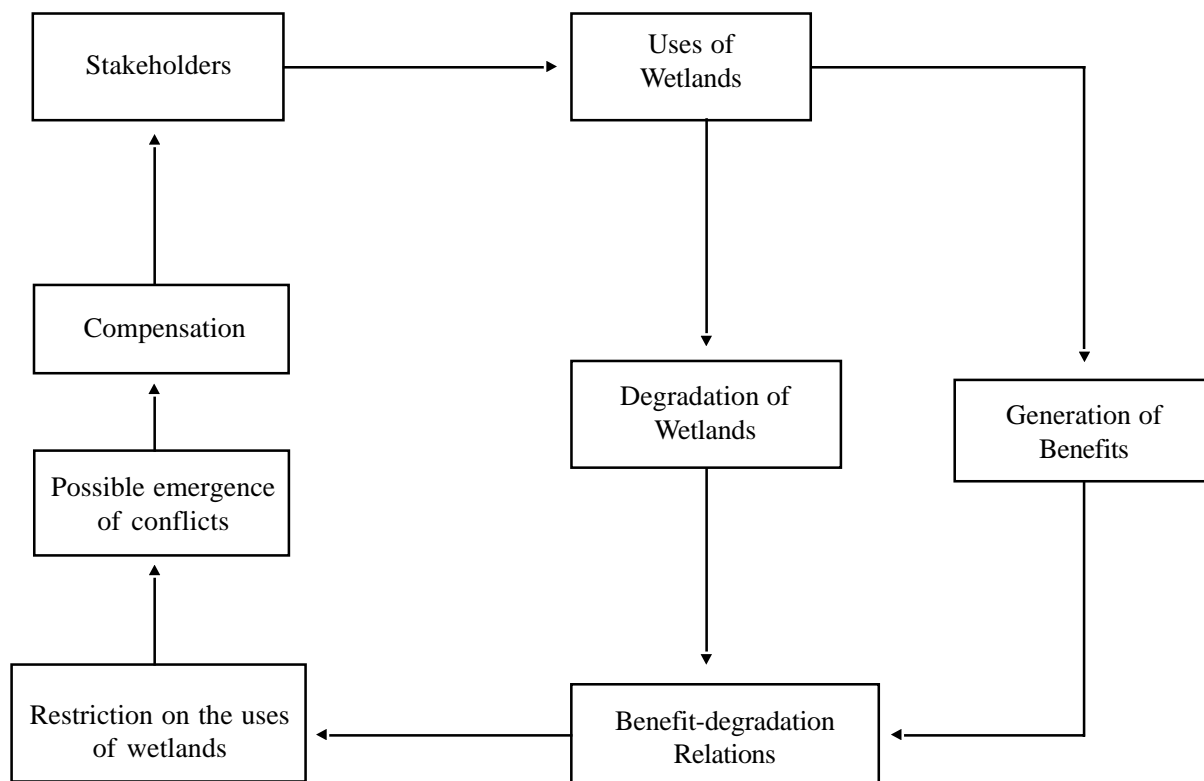 Stakeholders
Uses of
Wetlands
Compensation
Degradation of
Wetlands
Generation of
Benefits
Possible emergence
of conflicts
Restriction on the uses
of wetlands
Benefit-degradation
Relations